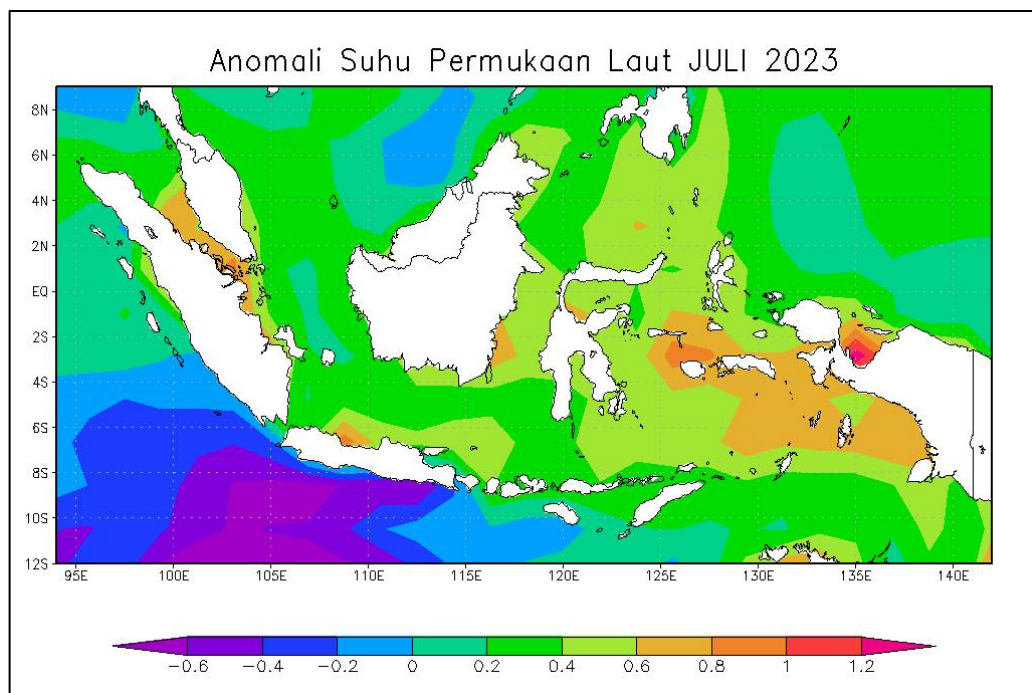 Anomali Suhu Permukaan Laut JULI 2023
8N
6N
4N
2N
EQ
2S
4S
6S
8S
10S
12S
95E 100E 105E 110E 115E 120E 125E 130E 135E 140E
-0.6 -0.4 -0.2 0 0.2 0.4 0.6 0.8 1 1.2